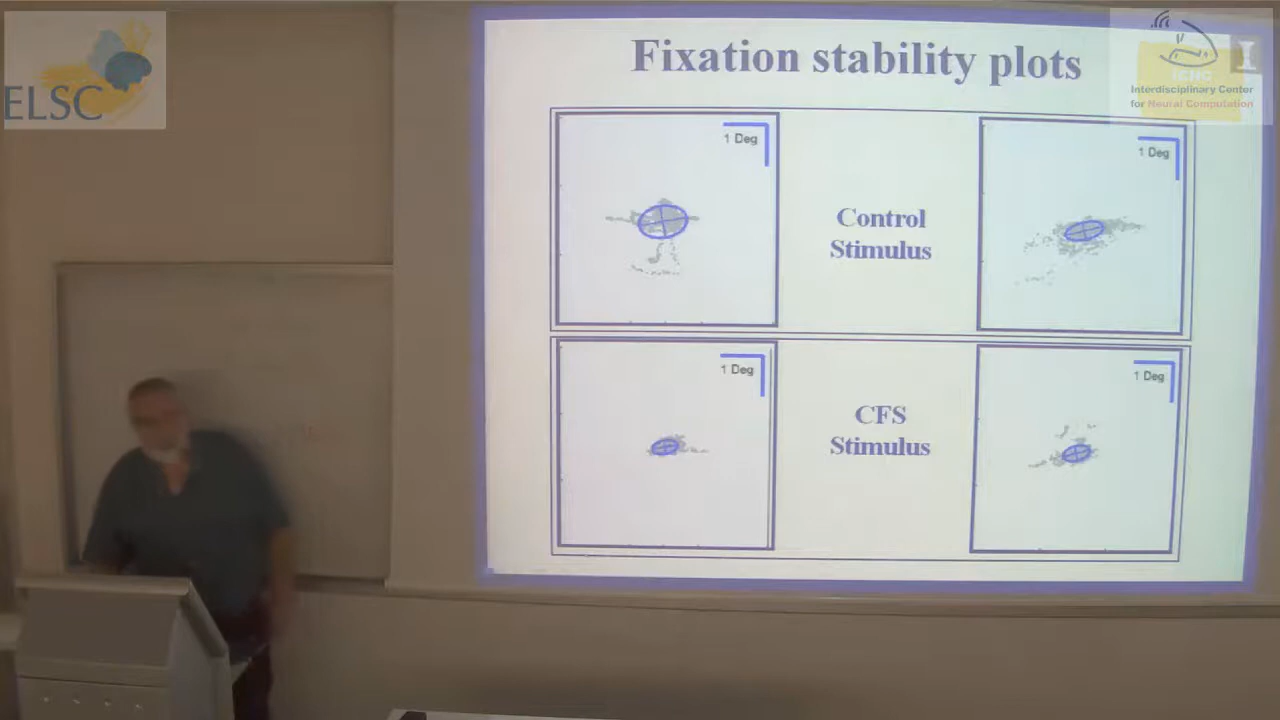 ELSC
Fixation stability plots
ICNC
Interdisciplinary Center
for Neural Computation
1 Deg
1 Deg
Control
Stimulus
1 Deg
1 Deg
CFS
Stimulus